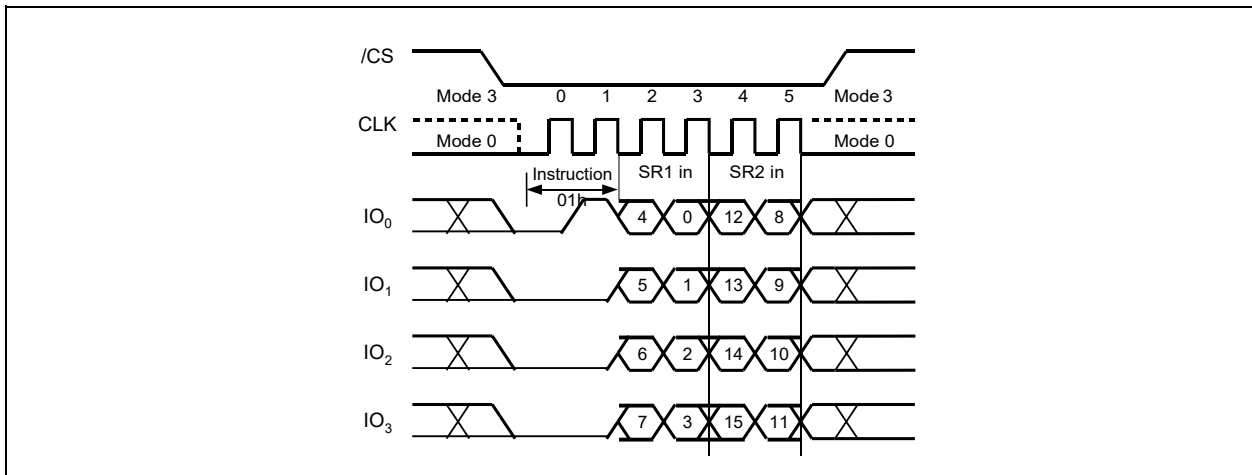 /CS
Mode 3 0 1 2 3 4 5 Mode 3
CLK
Mode 0 Mode 0
Instruction SR1 in SR2 in
01h
IO0 4 0 12 8
IO1 5 1 13 9
IO2 6 2 14 10
IO3 7 3 15 11